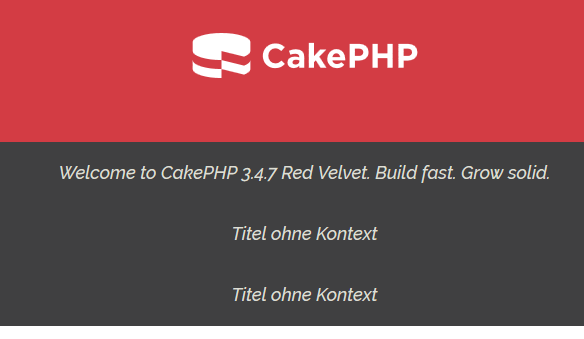 CakePHP
Welcome to CakePHP 3.4.7 Red Velvet. Build fast. Grow solid.
Titel ohne Kontext
Titel ohne Kontext